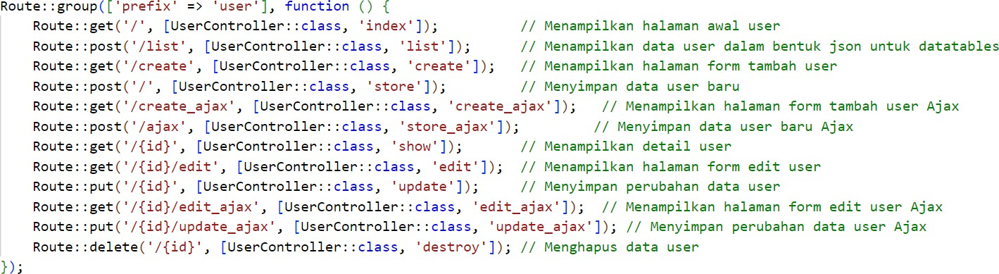 Route::group(['prefix' => 'user'], function () {
    Route::get('/', [UserController::class, 'index']);          // Menampilkan halaman awal user
    Route::post('/list', [UserController::class, 'list']);      // Menampilkan data user dalam bentuk json untuk datatables
    Route::get('/create', [UserController::class, 'create']);   // Menampilkan halaman form tambah user
    Route::post('/', [UserController::class, 'store']);         // Menyimpan data user baru
    Route::get('/create_ajax', [UserController::class, 'create_ajax']);   // Menampilkan halaman form tambah user Ajax
    Route::post('/ajax', [UserController::class, 'store_ajax']);         // Menyimpan data user baru Ajax
    Route::get('/{id}', [UserController::class, 'show']);       // Menampilkan detail user
    Route::get('/{id}/edit', [UserController::class, 'edit']);  // Menampilkan halaman form edit user
    Route::put('/{id}', [UserController::class, 'update']);     // Menyimpan perubahan data user
    Route::get('/{id}/edit_ajax', [UserController::class, 'edit_ajax']);  // Menampilkan halaman form edit user Ajax
    Route::put('/{id}/update_ajax', [UserController::class, 'update_ajax']); // Menyimpan perubahan data user Ajax
    Route::delete('/{id}', [UserController::class, 'destroy']); // Menghapus data user
});